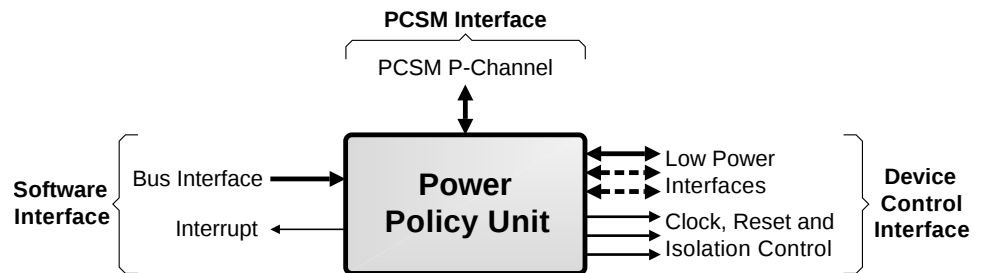 PCSM Interface
PCSM P-Channel
Software
Interface
Bus Interface
Interrupt
Power
Policy Unit
Low Power
Interfaces
Clock, Reset and
Isolation Control
Device
Control
Interface